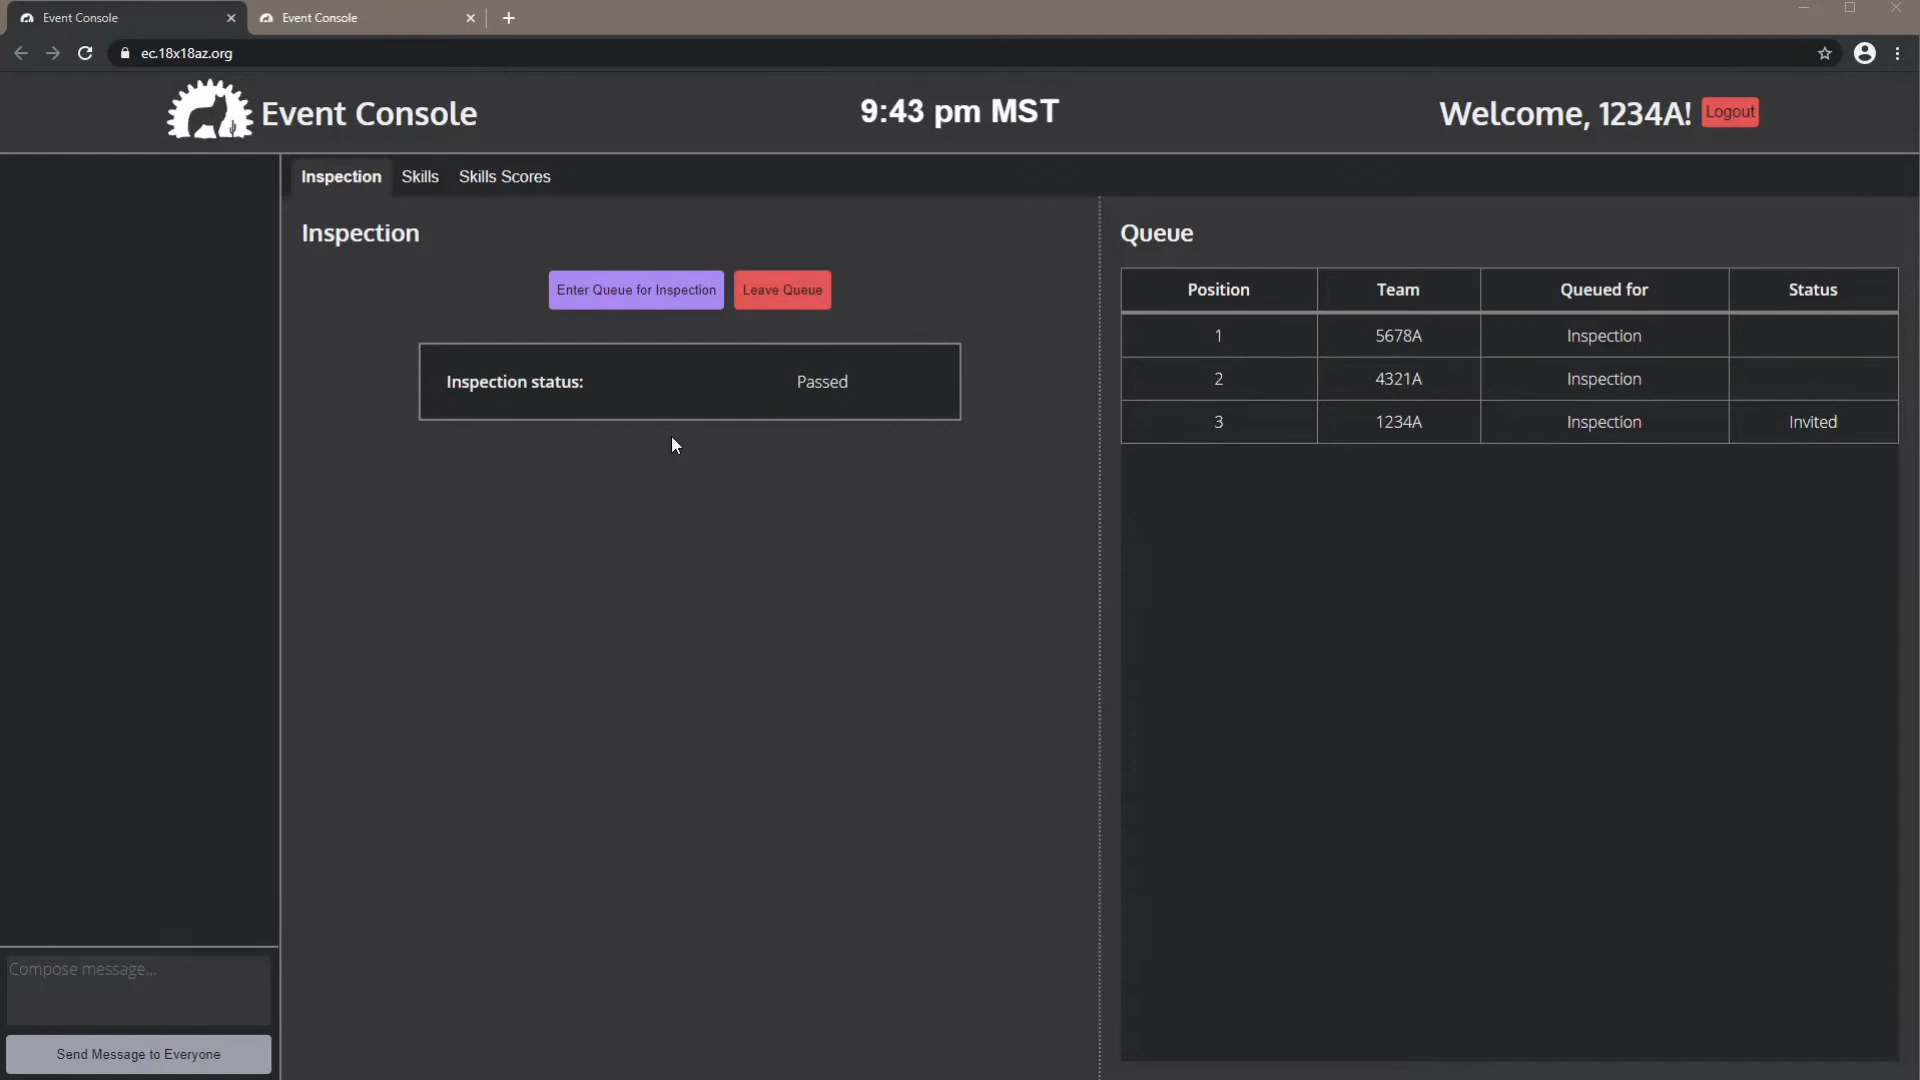 Event Console
Event Console
ec.18x18az.org
Event Console
9:43 pm MST
Welcome, 1234A!
Logout
Inspection
Skills
Skills Scores
Inspection
Enter Queue for Inspection
Leave Queue
Inspection status:
Passed
Queue
Position Team Queued for Status
1 5678A Inspection
2 4321A Inspection
3 1234A Inspection Invited
Compose message...
Send Message to Everyone